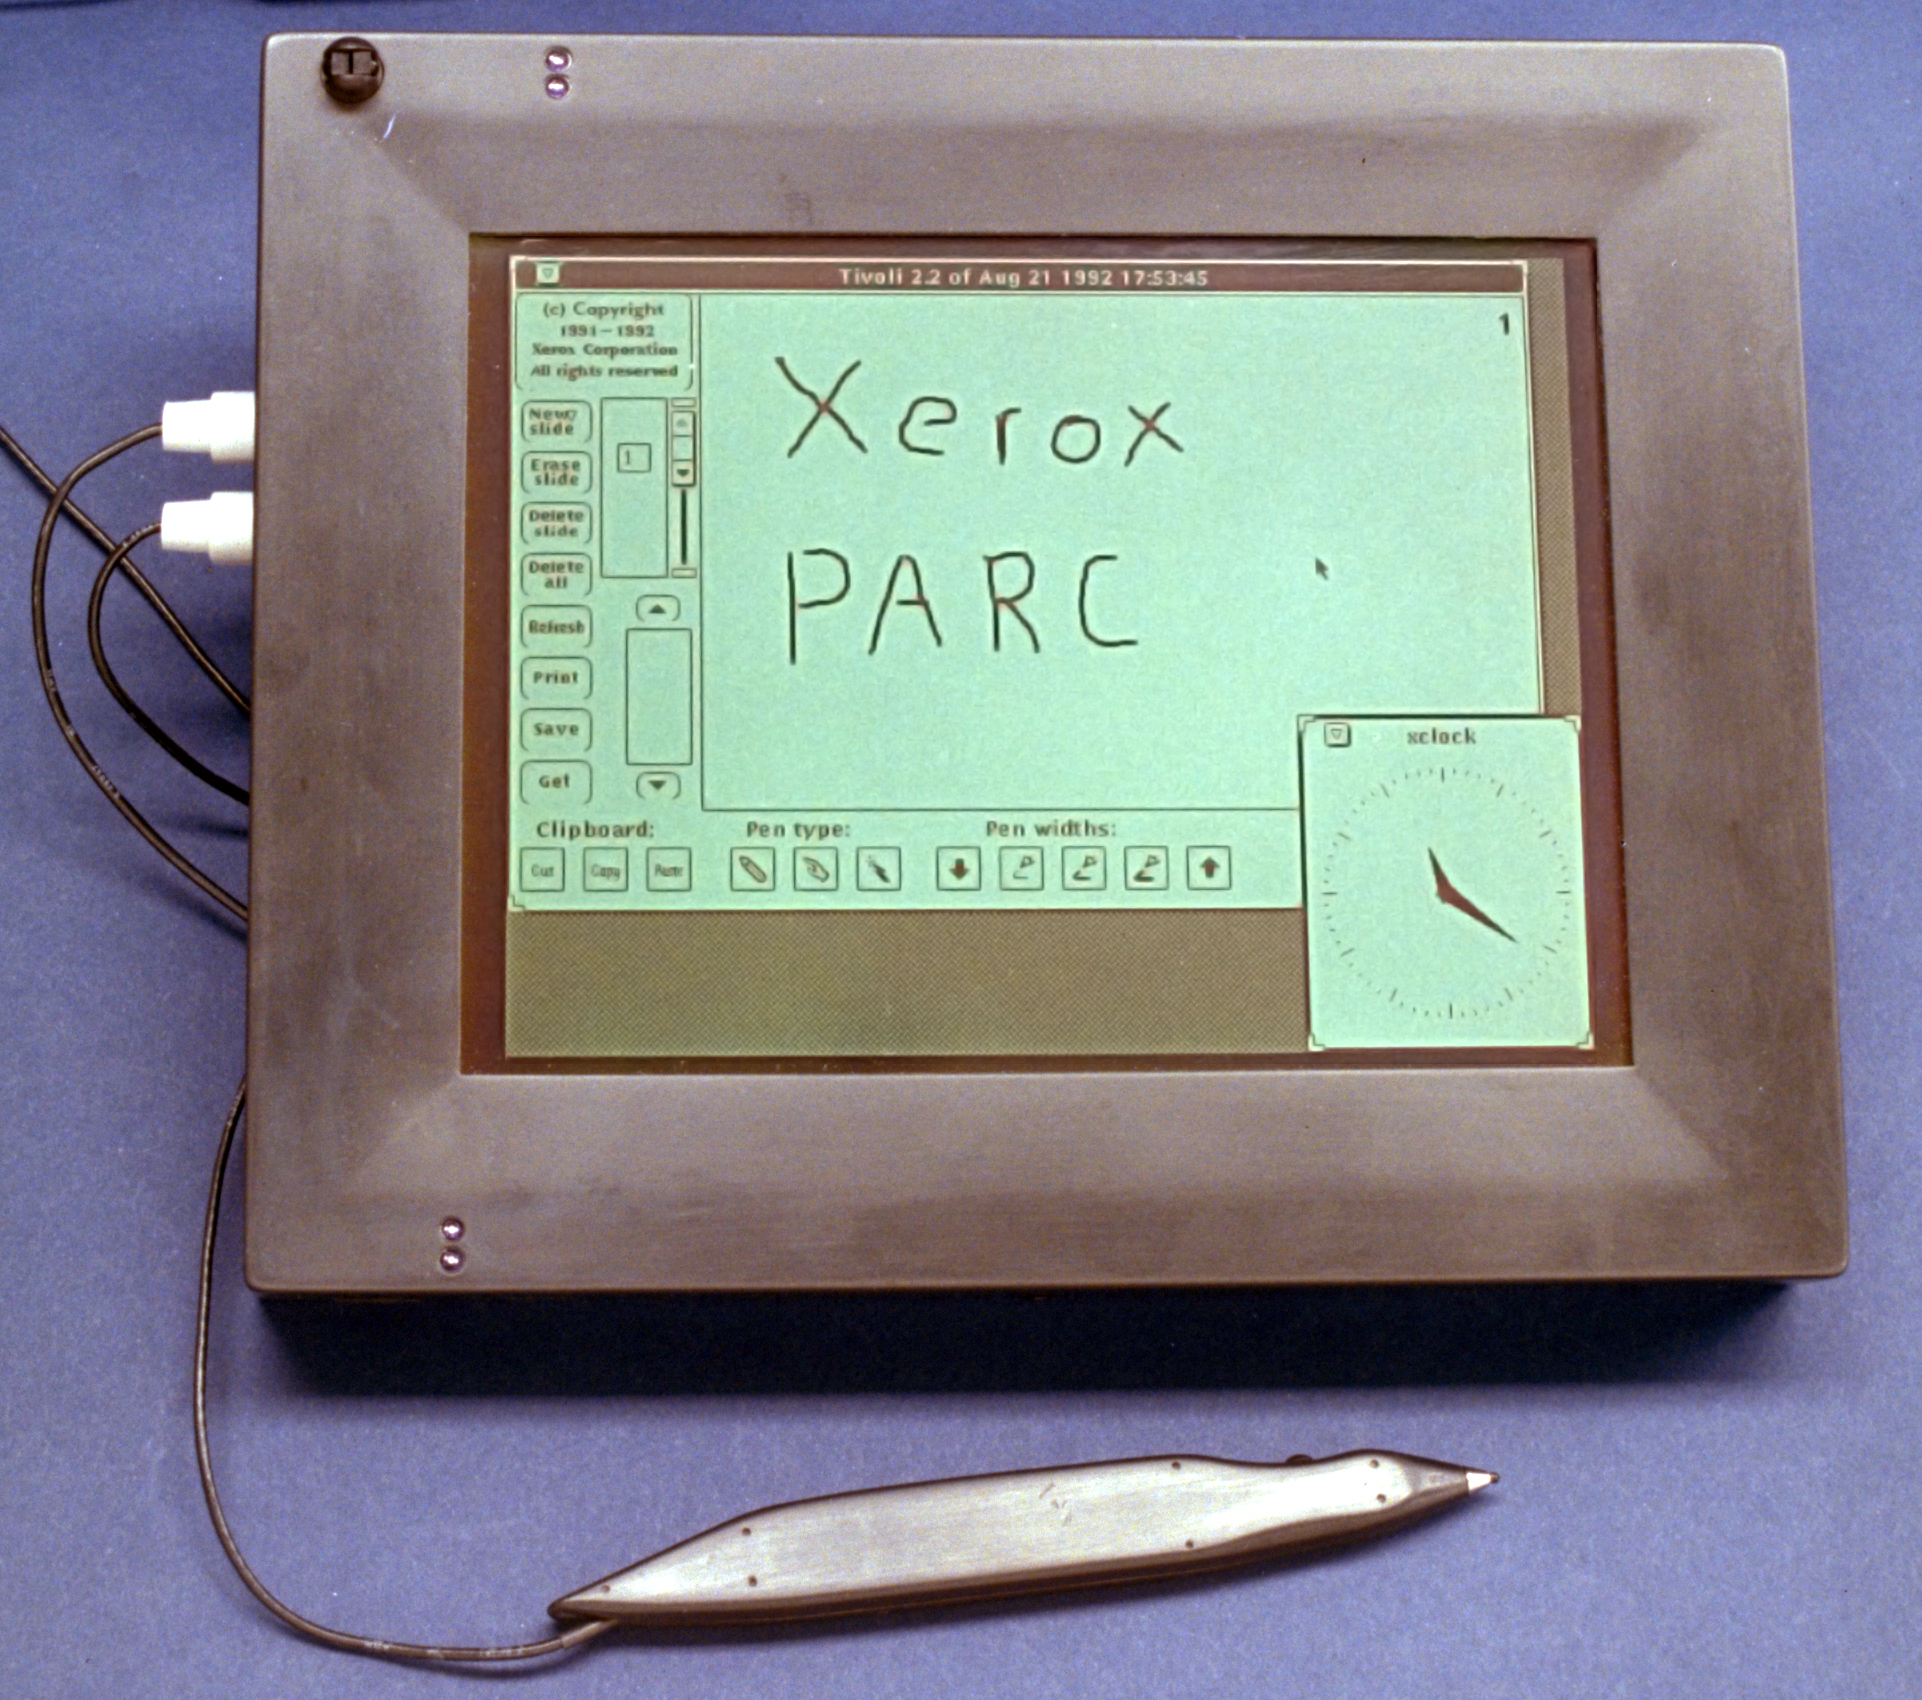 Tivoli 2.2 of Aug 21 1992 17:53:45
(c) Copyright
1991-1992
Xerox Corporation
All rights reserved
1
New
slide
Erase
slide
Delete
slide
Delete
all
Refresh
Print
Save
Get
1
Xerox
PARC
xclock
Clipboard:
Cut Copy Paste
Pen type:
Pen widths: